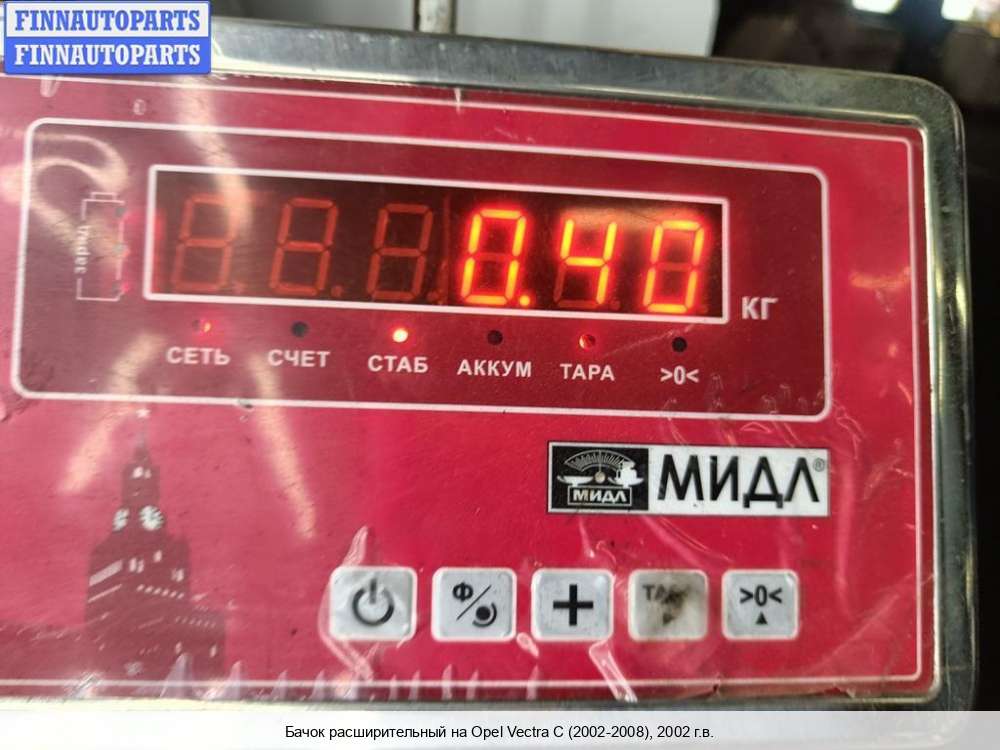 FINNAUTOPARTS
FINNAUTOPARTS
заряд
0.40
КГ
СЕТЬ СЧЕТ СТАБ АККУМ ТАРА >0<
МИДЛ МИДЛ®
Ф + >0<
Бачок расширительный на Opel Vectra C (2002-2008), 2002 г.в.